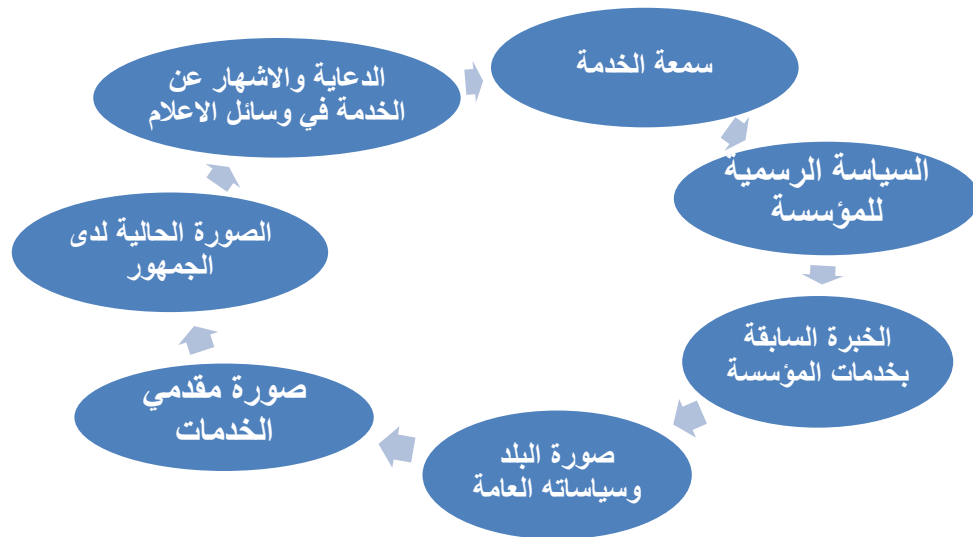 سمعة الخدمة
السياسة الرسمية
للمؤسسة
الخبرة السابقة
بخدمات المؤسسة
صورة البلد
وسياساته العامة
صورة مقدمي
الخدمات
الصورة الحالية لدى
الجمهور
الدعاية والاشهار عن
الخدمة في وسائل الاعلام